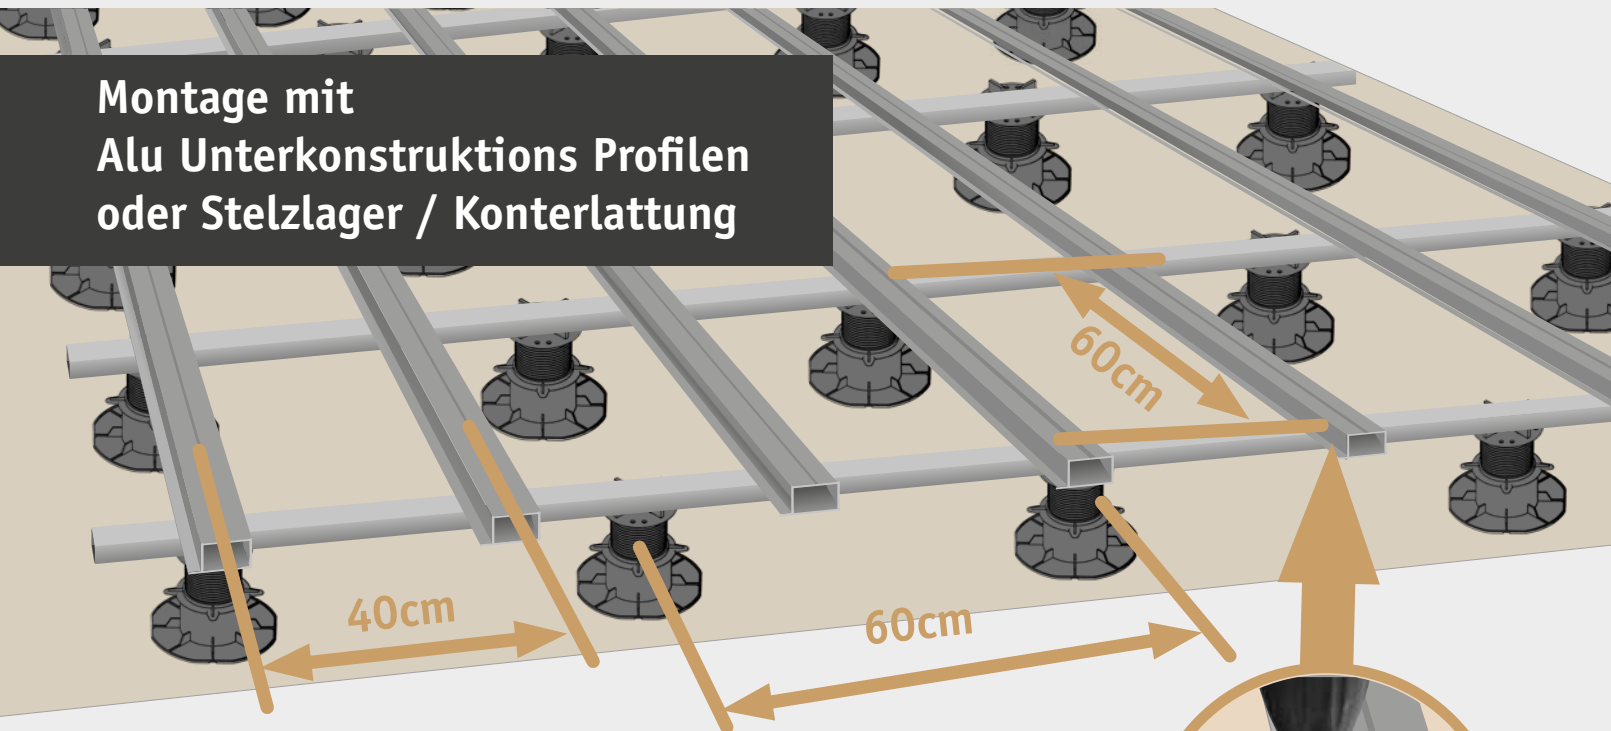 Montage mit
Alu Unterkonstruktions Profilen
oder Stelzlager / Konterlattung
60cm
40cm
60cm